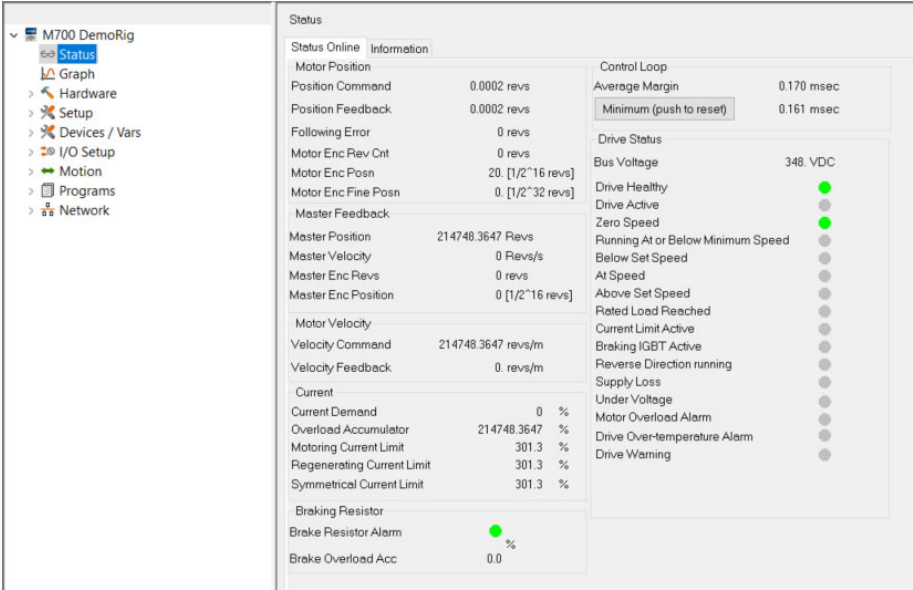 M700 DemoRig
Status
Graph
Hardware
Setup
Devices / Vars
I/O Setup
Motion
Programs
Network
Status
Status Online Information
Motor Position
Position Command 0.0002 revs
Position Feedback 0.0002 revs
Following Error 0 revs
Motor Enc Rev Cnt 0 revs
Motor Enc Posn 20. [1/2^16 revs]
Motor Enc Fine Posn 0. [1/2^32 revs]
Master Feedback
Master Position 214748.3647 Revs
Master Velocity 0 Revs/s
Master Enc Revs 0 revs
Master Enc Position 0 [1/2^16 revs]
Motor Velocity
Velocity Command 214748.3647 revs/m
Velocity Feedback 0. revs/m
Current
Current Demand 0 %
Overload Accumulator 214748.3647 %
Motoring Current Limit 301.3 %
Regenerating Current Limit 301.3 %
Symmetrical Current Limit 301.3 %
Braking Resistor
Brake Resistor Alarm
%
Brake Overload Acc 0.0
Control Loop
Average Margin 0.170 msec
Minimum (push to reset) 0.161 msec
Drive Status
Bus Voltage 348. VDC
Drive Healthy
Drive Active
Zero Speed
Running At or Below Minimum Speed
Below Set Speed
At Speed
Above Set Speed
Rated Load Reached
Current Limit Active
Braking IGBT Active
Reverse Direction running
Supply Loss
Under Voltage
Motor Overload Alarm
Drive Over-temperature Alarm
Drive Warning